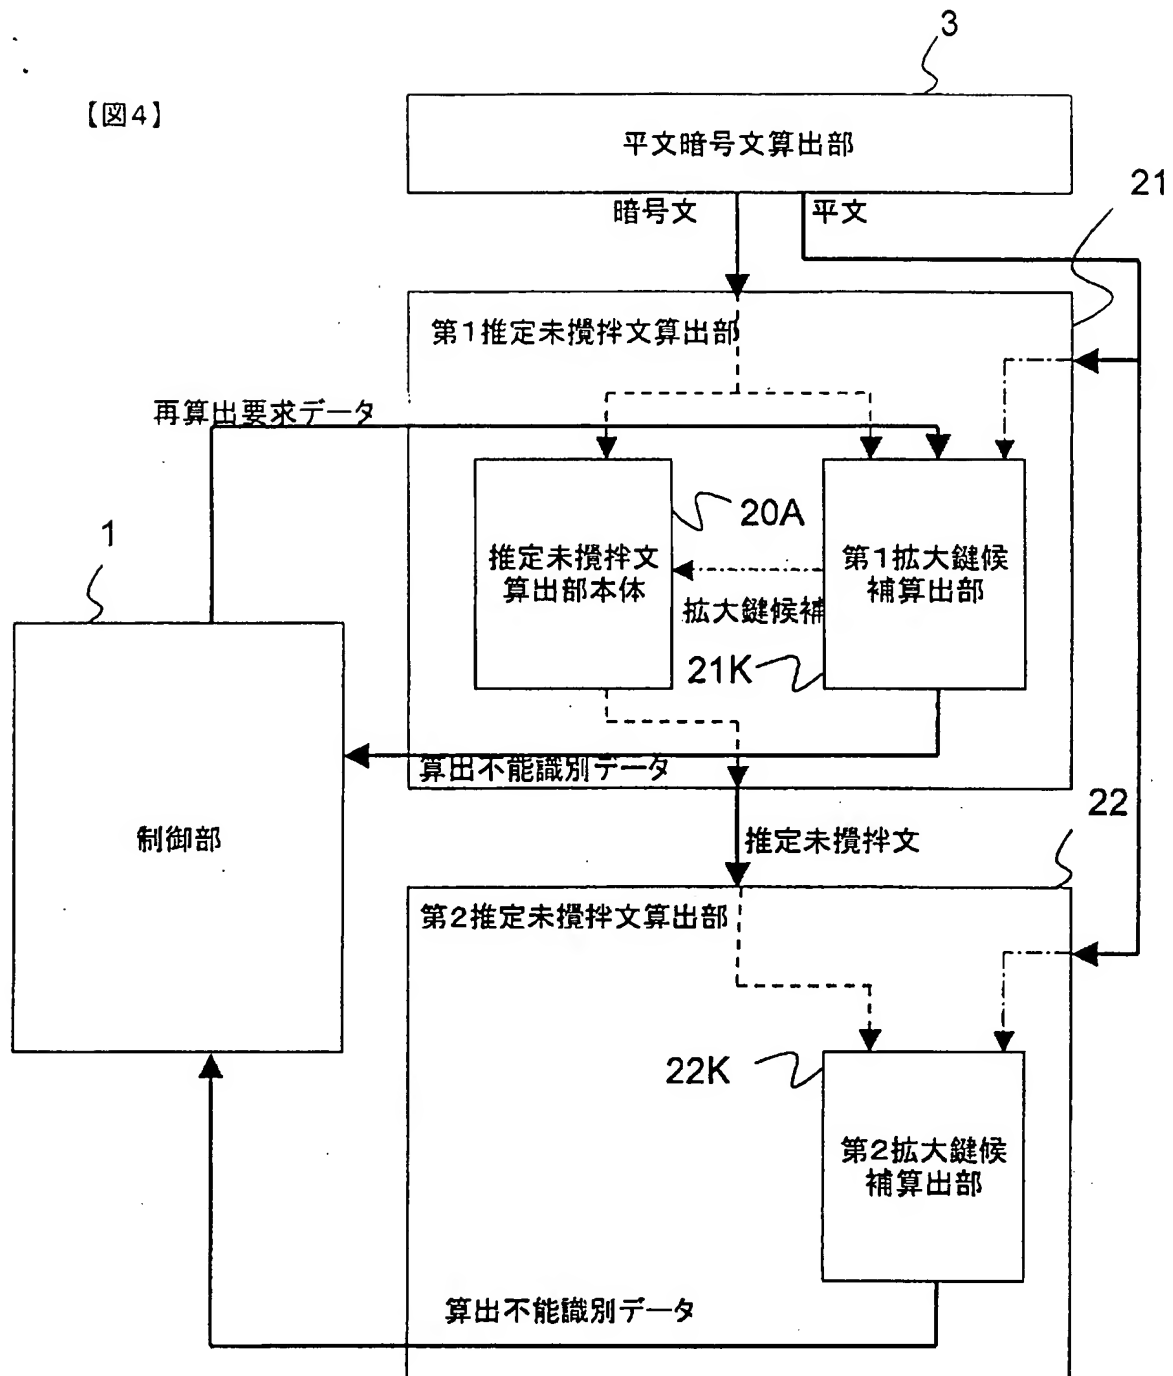 3
【図4】
平文暗号文算出部
21
暗号文
平文
第1推定未攪拌文算出部
再算出要求データ
1
20A
推定未攪拌文
算出部本体
第1拡大鍵候
補算出部
拡大鍵候補
21K
算出不能識別データ
制御部
22
推定未攪拌文
第2推定未攪拌文算出部
22K
第2拡大鍵候
補算出部
算出不能識別データ